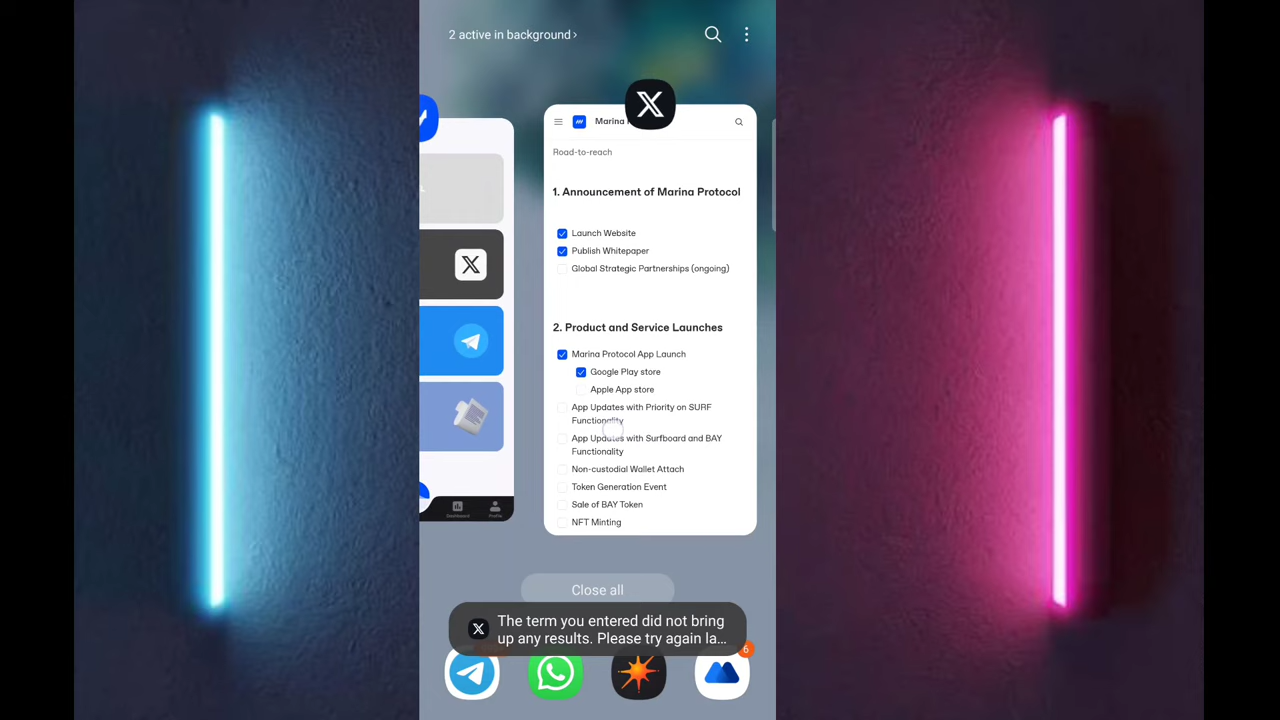 2 active in background >
Marina
Road-to-reach
1. Announcement of Marina Protocol
Launch Website
Publish Whitepaper
Global Strategic Partnerships (ongoing)
2. Product and Service Launches
Marina Protocol App Launch
Google Play store
Apple App store
App Updates with Priority on SURF
Functionality
App Updates with Surfboard and BAY
Functionality
Non-custodial Wallet Attach
Token Generation Event
Sale of BAY Token
NFT Minting
Dashboard
Profile
Close all
The term you entered did not bring
up any results. Please try again la...
6